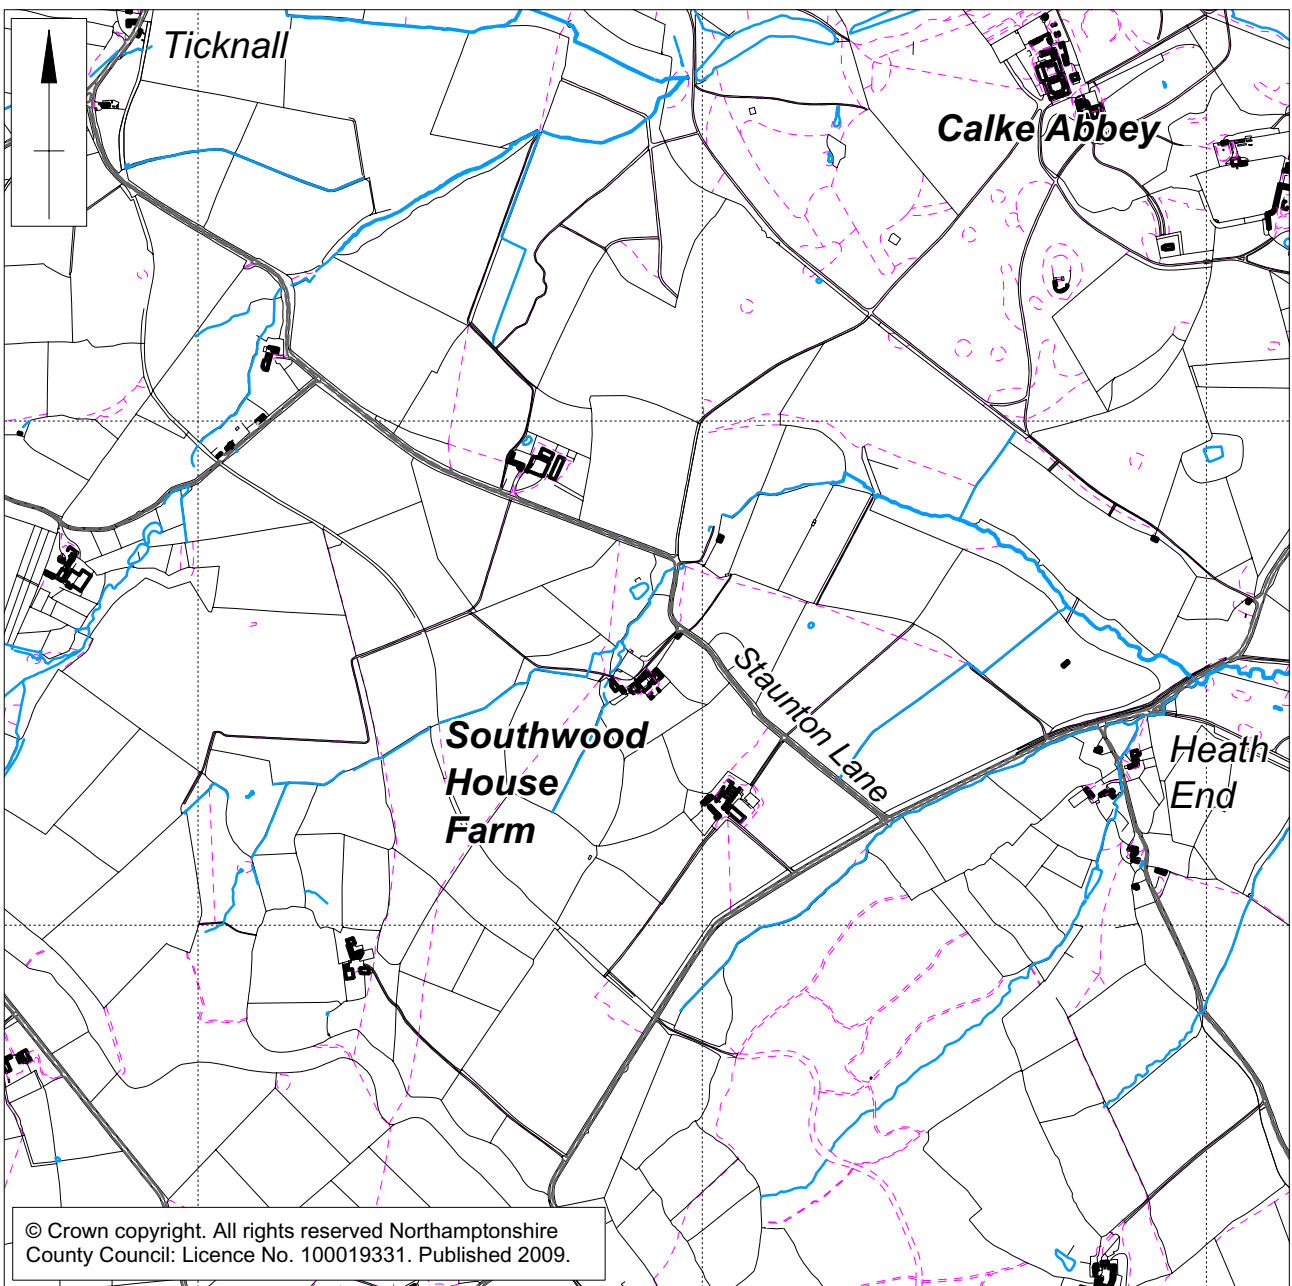 Ticknall
Calke Abbey
Staunton Lane
Southwood
House
Farm
Heath
End
© Crown copyright. All rights reserved Northamptonshire
County Council: Licence No. 100019331. Published 2009.